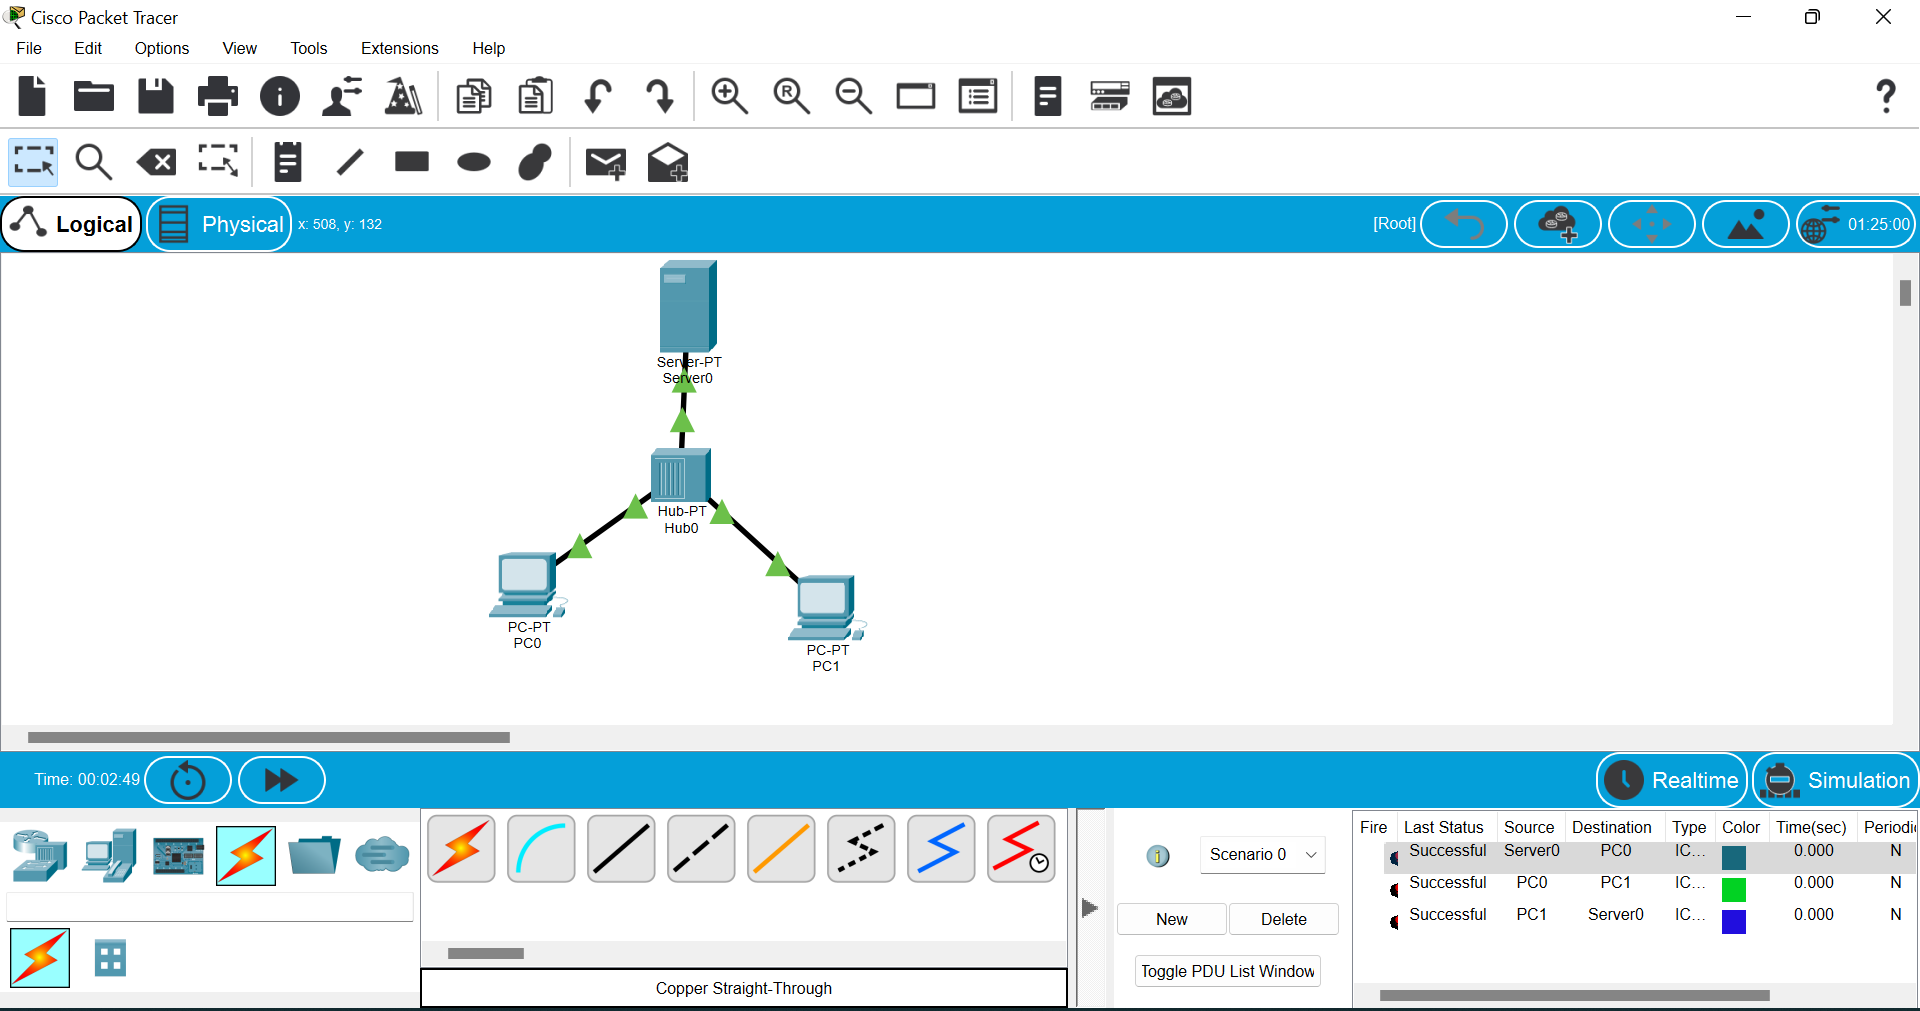 Cisco Packet Tracer
File Edit Options View Tools Extensions Help
Logical Physical x: 508, y: 132 [Root] 01:25:00
Server-PT
Server0
Hub-PT
Hub0
PC-PT
PC0
PC-PT
PC1
Time: 00:02:49 Realtime Simulation
Scenario 0
New Delete
Toggle PDU List Window
Copper Straight-Through
Fire Last Status Source Destination Type Color Time(sec) Periodi
Successful Server0 PC0 IC... 0.000 N
Successful PC0 PC1 IC... 0.000 N
Successful PC1 Server0 IC... 0.000 N